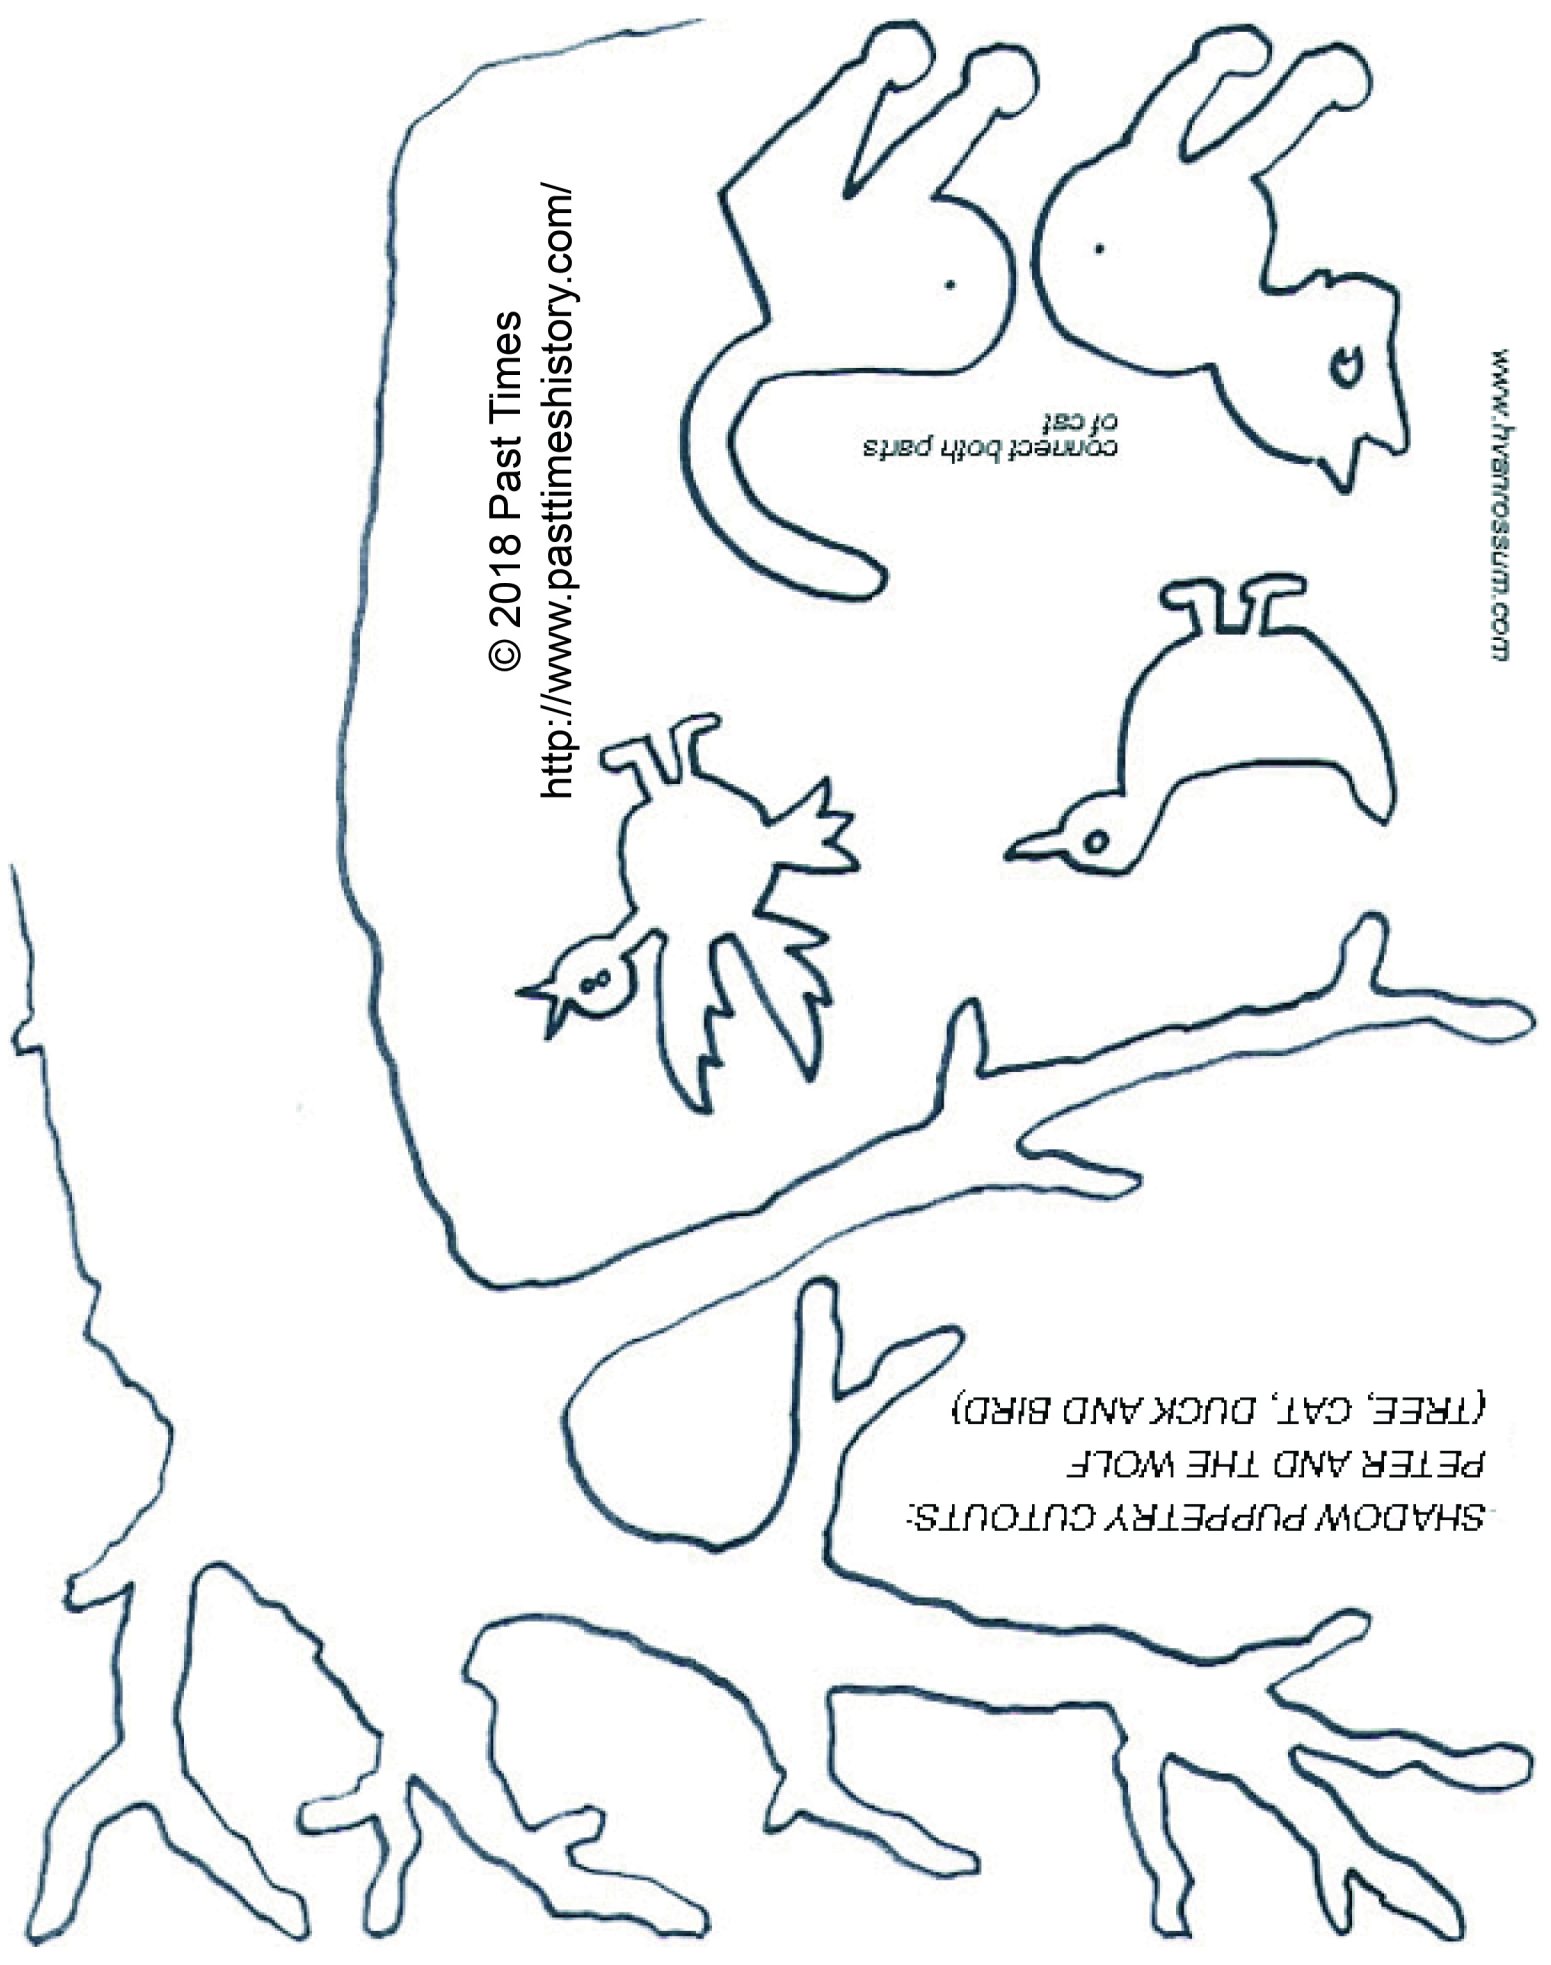 SHADOW PUPPETRY CUTOUTS:
PETER AND THE WOLF
(TREE, CAT, DUCK AND BIRD)
connect both parts
of cat
www.hvanrossum.com
© 2018 Past Times
http://www.pasttimeshistory.com/